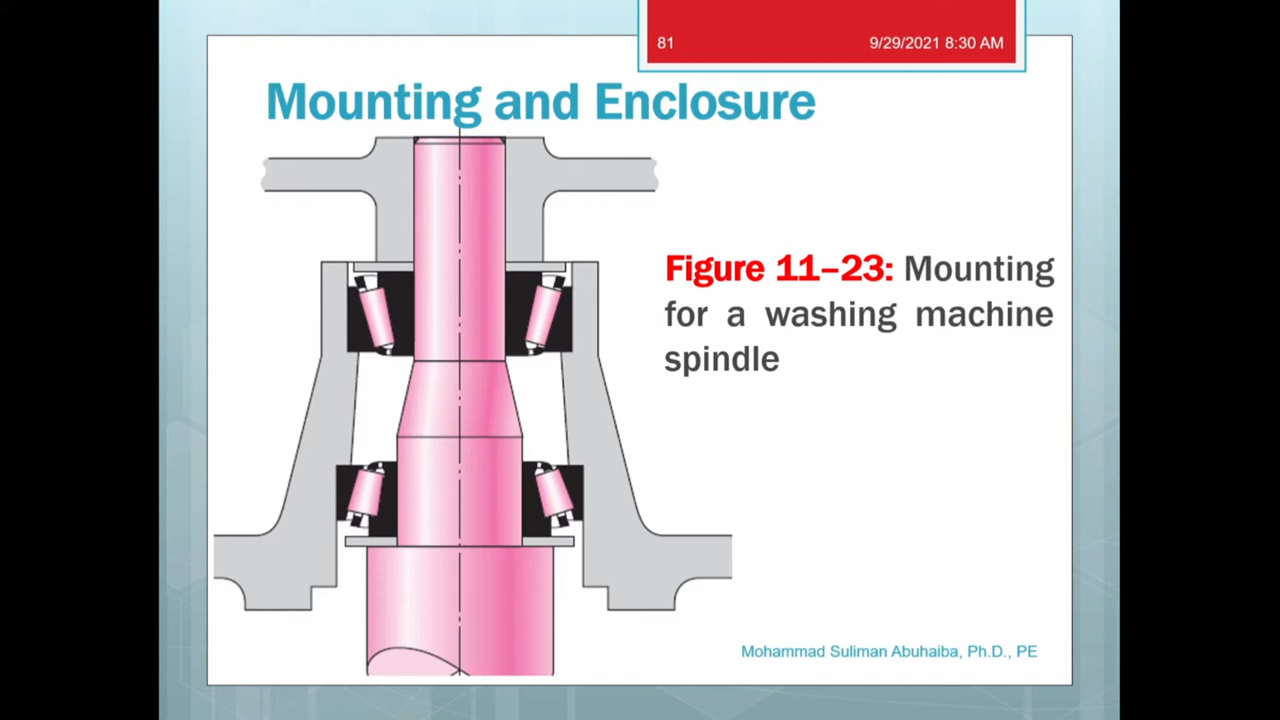 81 9/29/2021 8:30 AM
Mounting and Enclosure
Figure 11–23: Mounting
for a washing machine
spindle
Mohammad Suliman Abuhaiba, Ph.D., PE